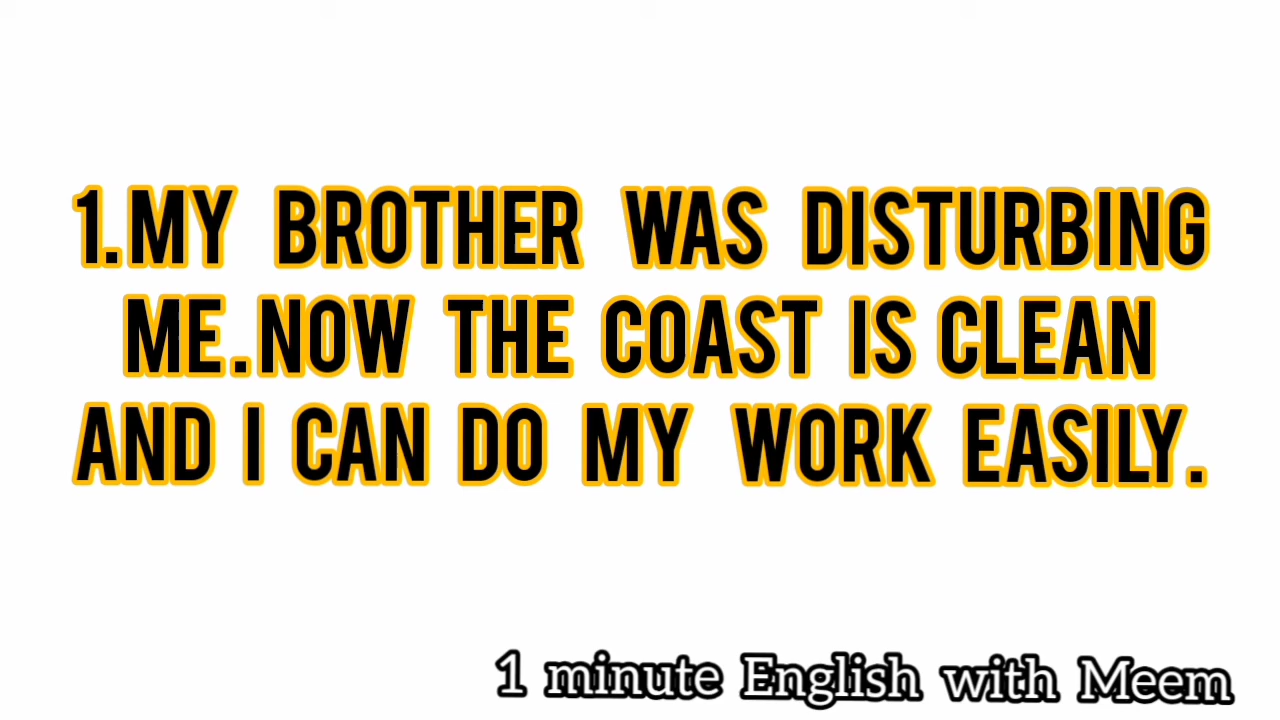 1.MY BROTHER WAS DISTURBING
ME.NOW THE COAST IS CLEAN
AND I CAN DO MY WORK EASILY.
1 minute English with Meem